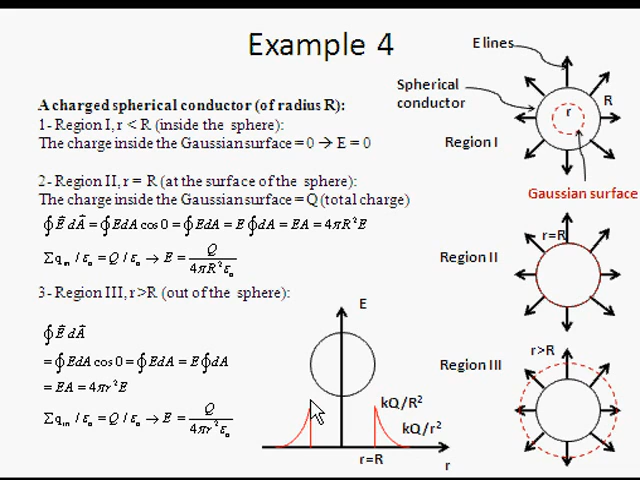 Example 4
A charged spherical conductor (of radius R):
1- Region I, r < R (inside the sphere):
The charge inside the Gaussian surface = 0 → E = 0
2- Region II, r = R (at the surface of the sphere):
The charge inside the Gaussian surface = Q (total charge)
∮E⃗ dA⃗ = ∮EdA cos 0 = ∮EdA = E∮dA = EA = 4πR²E
Σq_in / ε₀ = Q / ε₀ → E = Q / 4πR²ε₀
3- Region III, r>R (out of the sphere):
∮E⃗ dA⃗
= ∮EdA cos 0 = ∮EdA = E∮dA
= EA = 4πr²E
Σq_in / ε₀ = Q / ε₀ → E = Q / 4πr²ε₀
E
kQ/R²
kQ/r²
r=R
r
E lines
Spherical
conductor
R
r
Region I
Gaussian surface
r=R
Region II
r>R
Region III